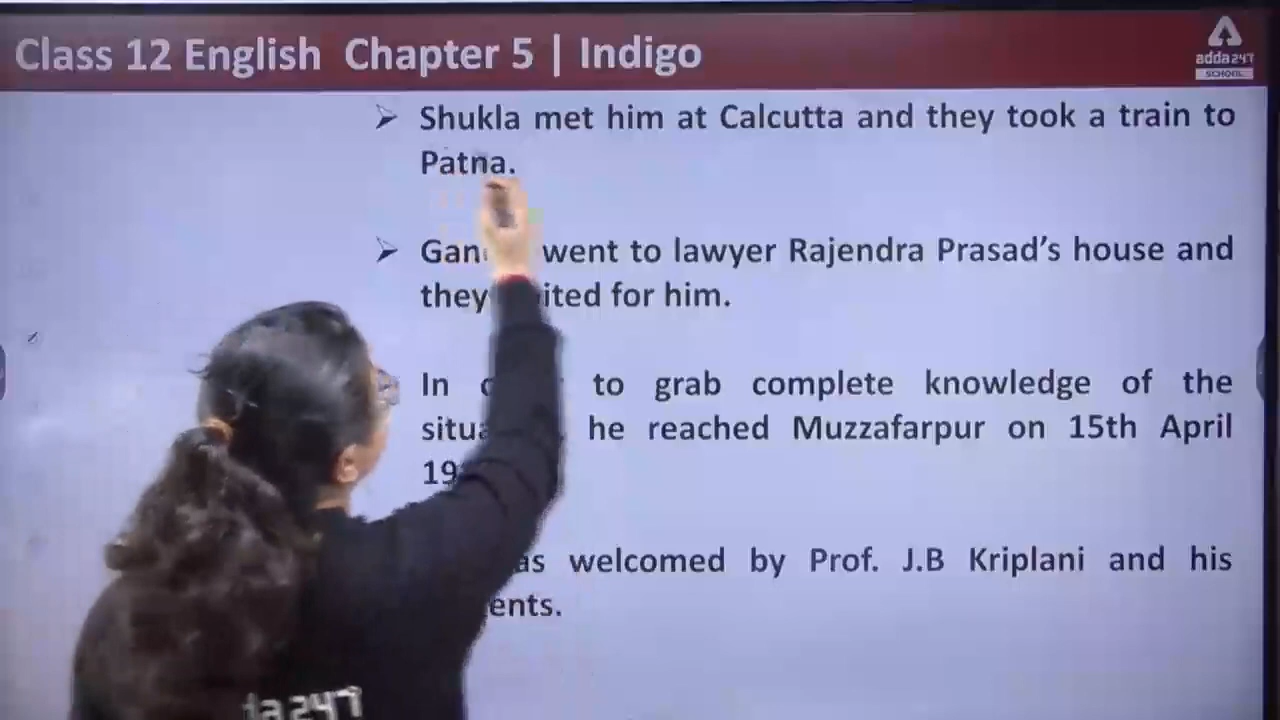 Class 12 English Chapter 5 | Indigo
adda247
SCHOOL
➢ Shukla met him at Calcutta and they took a train to
Patna.
➢ went to lawyer Rajendra Prasad's house and
they for him.
In to grab complete knowledge of the
he reached Muzzafarpur on 15th April
welcomed by Prof. J.B Kriplani and his